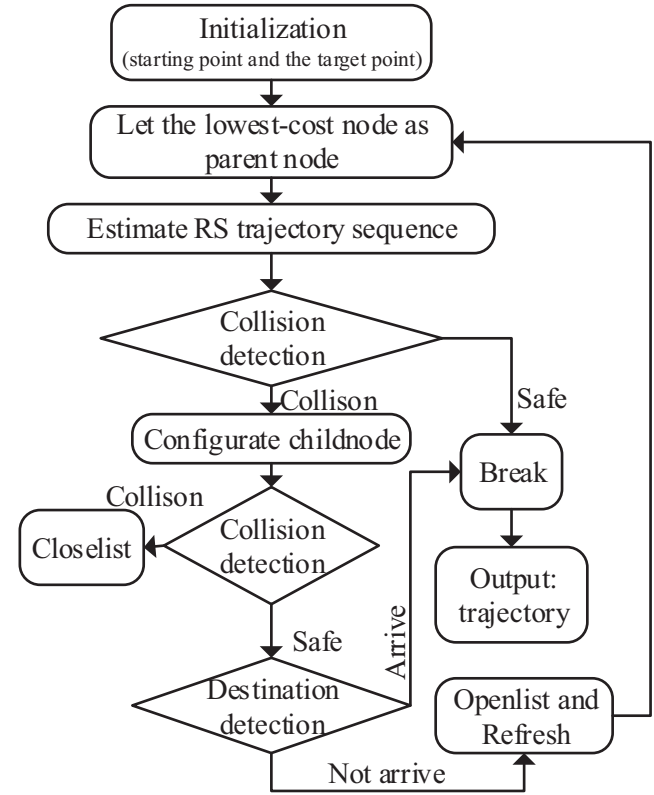 Initialization
(starting point and the target point)
Let the lowest-cost node as
parent node
Estimate RS trajectory sequence
Collision
detection
Collison
Safe
Configurate childnode
Break
Collison
Closelist
Collision
detection
Output:
trajectory
Safe
Arrive
Destination
detection
Openlist and
Refresh
Not arrive